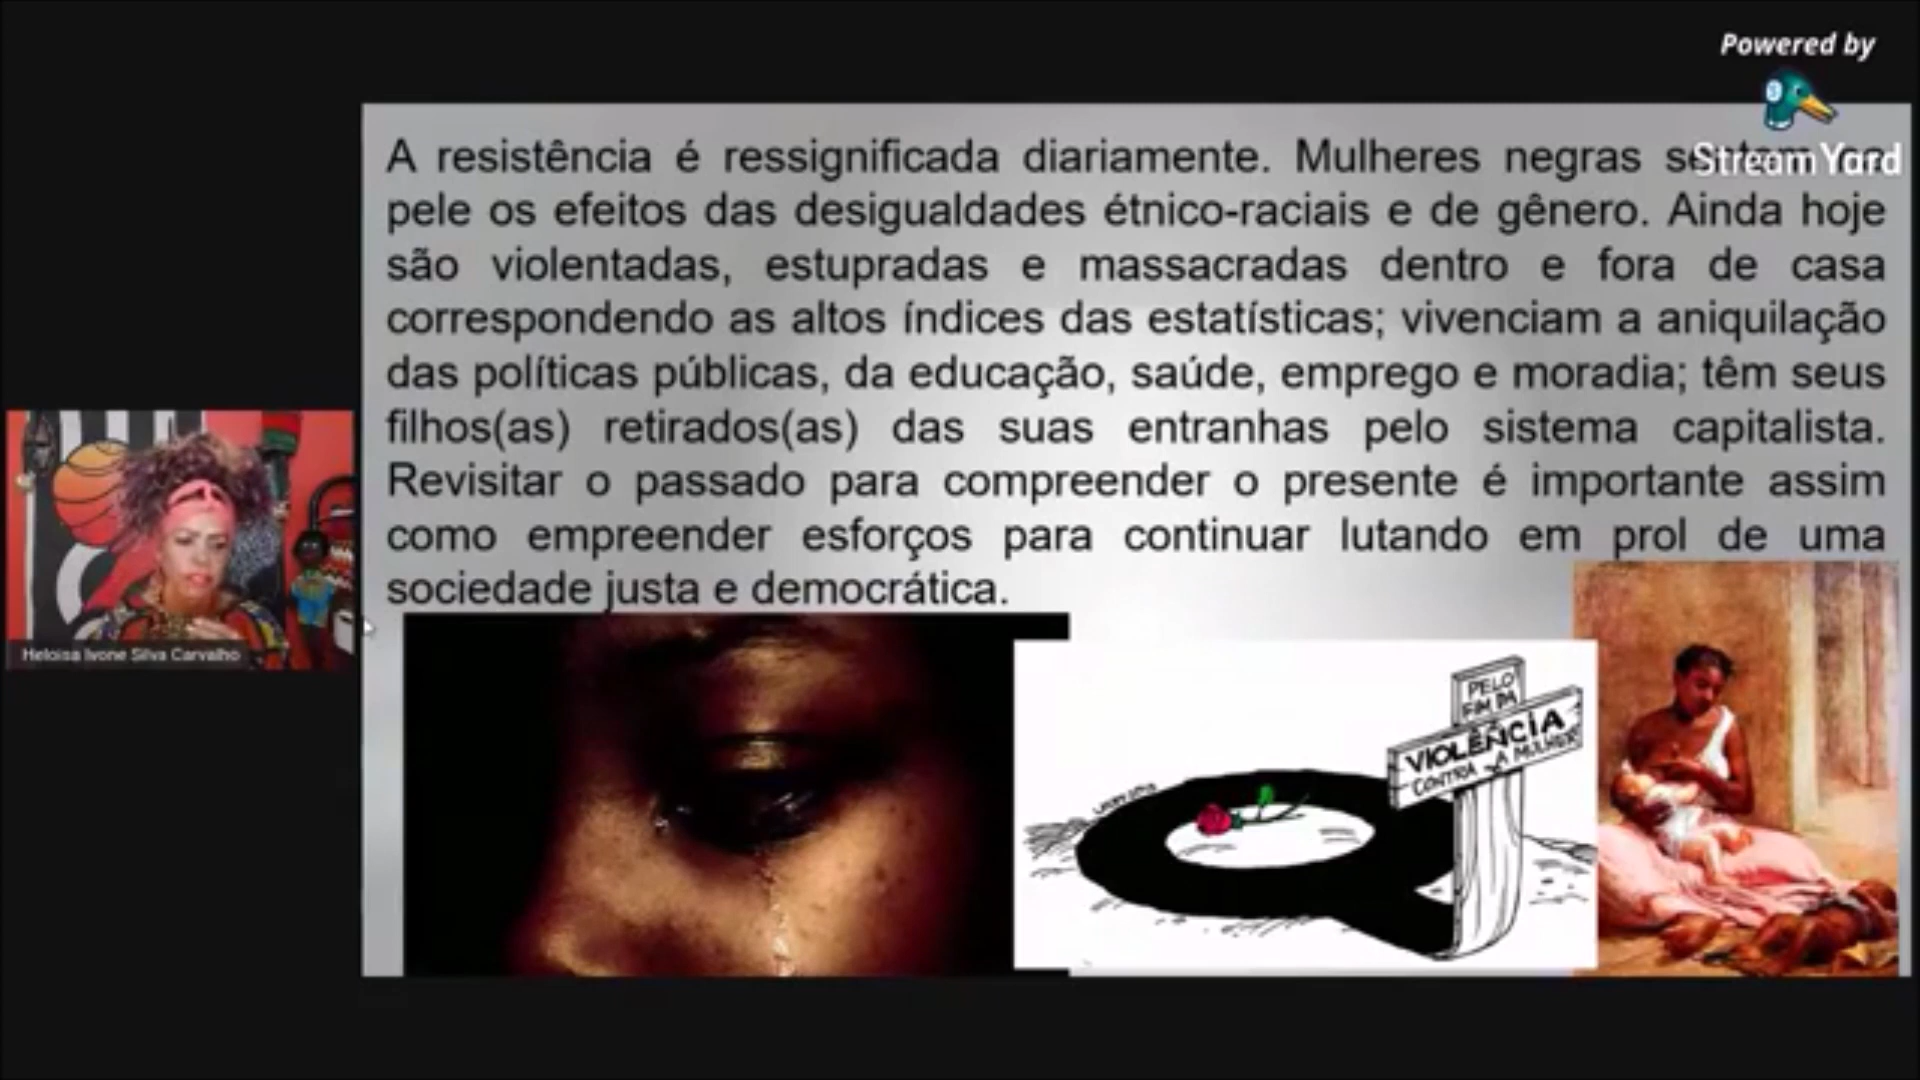 Powered by
StreamYard
A resistência é ressignificada diariamente. Mulheres negras
pele os efeitos das desigualdades étnico-raciais e de gênero. Ainda hoje
são violentadas, estupradas e massacradas dentro e fora de casa
correspondendo as altos índices das estatísticas; vivenciam a aniquilação
das políticas públicas, da educação, saúde, emprego e moradia; têm seus
filhos(as) retirados(as) das suas entranhas pelo sistema capitalista.
Revisitar o passado para compreender o presente é importante assim
como empreender esforços para continuar lutando em prol de uma
sociedade justa e democrática.
Heloisa Ivone Silva Carvalho
PELO
FIM DA
VIOLÊNCIA
CONTRA A MULHER